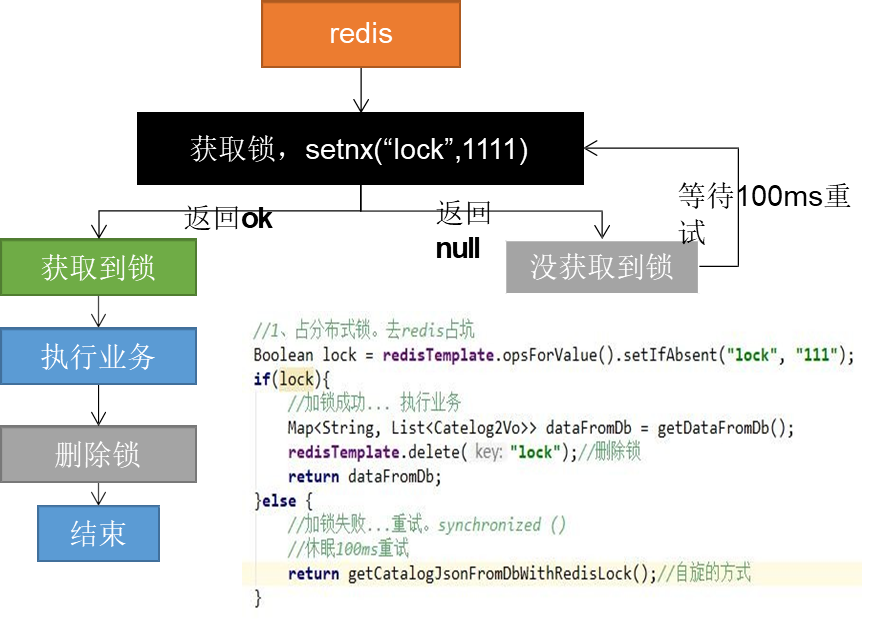 redis
获取锁，setnx(“lock”,1111)
返回ok
返回
null
等待100ms重
试
获取到锁
没获取到锁
执行业务
删除锁
结束
//1、占分布式锁。去redis占坑
Boolean lock = redisTemplate.opsForValue().setIfAbsent("lock", "111");
if(lock){
//加锁成功... 执行业务
Map<String, List<Catelog2Vo>> dataFromDb = getDataFromDb();
redisTemplate.delete( key: "lock");//删除锁
return dataFromDb;
}else {
//加锁失败...重试。synchronized ()
//休眠100ms重试
return getCatalogJsonFromDbWithRedisLock();//自旋的方式
}